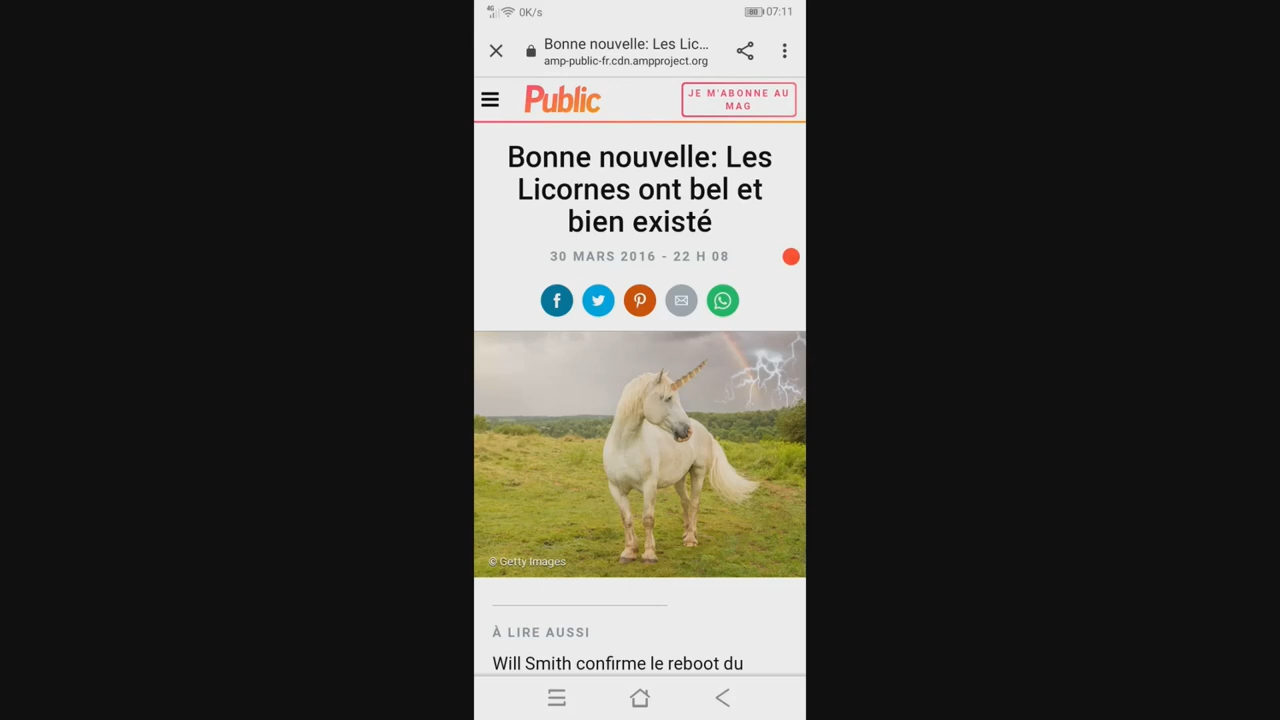 4G 0K/s 80 07:11
Bonne nouvelle: Les Lic...
amp-public-fr.cdn.ampproject.org
Public
JE M'ABONNE AU
MAG
Bonne nouvelle: Les
Licornes ont bel et
bien existé
30 MARS 2016 - 22 H 08
© Getty Images
À LIRE AUSSI
Will Smith confirme le reboot du